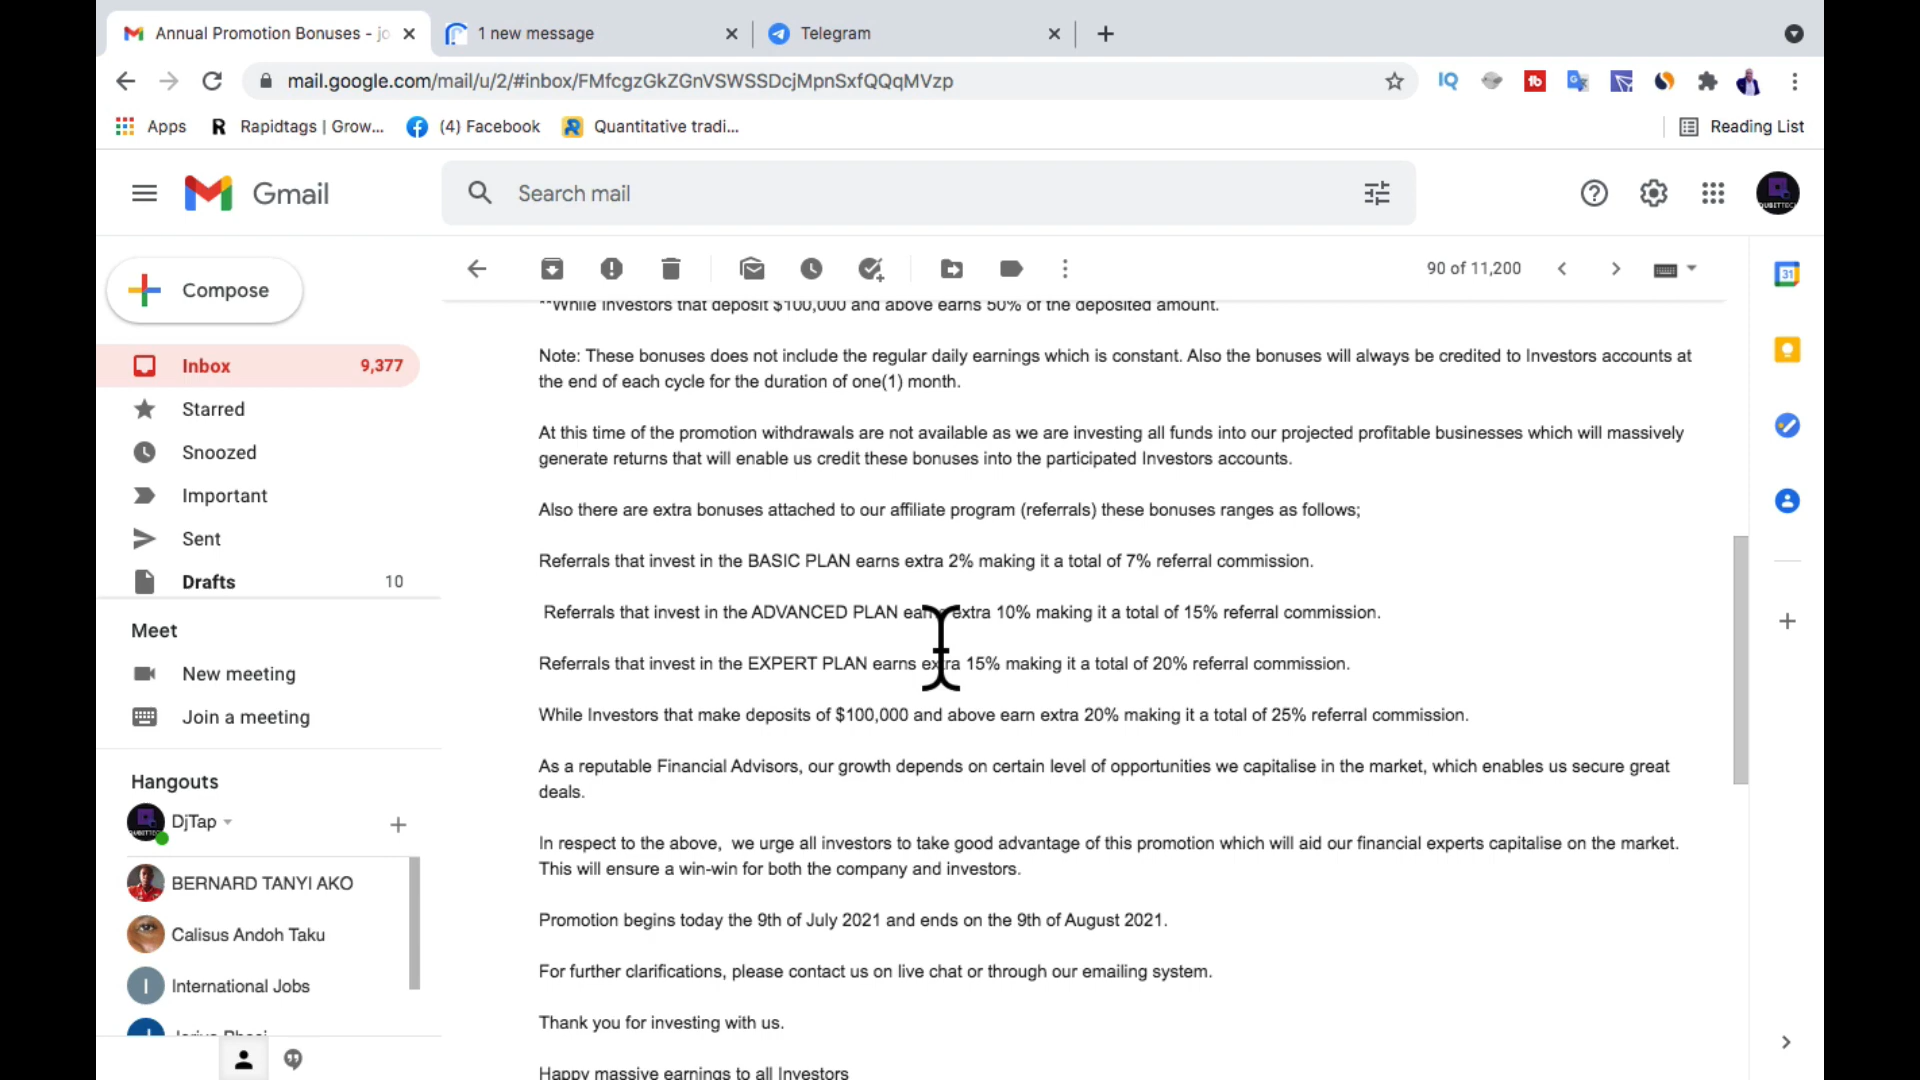 Annual Promotion Bonuses - jo
1 new message
Telegram
mail.google.com/mail/u/2/#inbox/FMfcgzGkZGnVSWSSDcjMpnSxfQQqMVzp
Apps
Rapidtags | Grow...
(4) Facebook
Quantitative tradi...
Reading List
Gmail
Search mail
Compose
90 of 11,200
Inbox 9,377
Starred
Snoozed
Important
Sent
Drafts 10
Meet
New meeting
Join a meeting
Hangouts
DjTap
BERNARD TANYI AKO
Calisus Andoh Taku
International Jobs
**While Investors that deposit $100,000 and above earns 50% of the deposited amount.
Note: These bonuses does not include the regular daily earnings which is constant. Also the bonuses will always be credited to Investors accounts at
the end of each cycle for the duration of one(1) month.
At this time of the promotion withdrawals are not available as we are investing all funds into our projected profitable businesses which will massively
generate returns that will enable us credit these bonuses into the participated Investors accounts.
Also there are extra bonuses attached to our affiliate program (referrals) these bonuses ranges as follows;
Referrals that invest in the BASIC PLAN earns extra 2% making it a total of 7% referral commission.
Referrals that invest in the ADVANCED PLAN earns extra 10% making it a total of 15% referral commission.
Referrals that invest in the EXPERT PLAN earns extra 15% making it a total of 20% referral commission.
While Investors that make deposits of $100,000 and above earn extra 20% making it a total of 25% referral commission.
As a reputable Financial Advisors, our growth depends on certain level of opportunities we capitalise in the market, which enables us secure great
deals.
In respect to the above, we urge all investors to take good advantage of this promotion which will aid our financial experts capitalise on the market.
This will ensure a win-win for both the company and investors.
Promotion begins today the 9th of July 2021 and ends on the 9th of August 2021.
For further clarifications, please contact us on live chat or through our emailing system.
Thank you for investing with us.
Happy massive earnings to all Investors